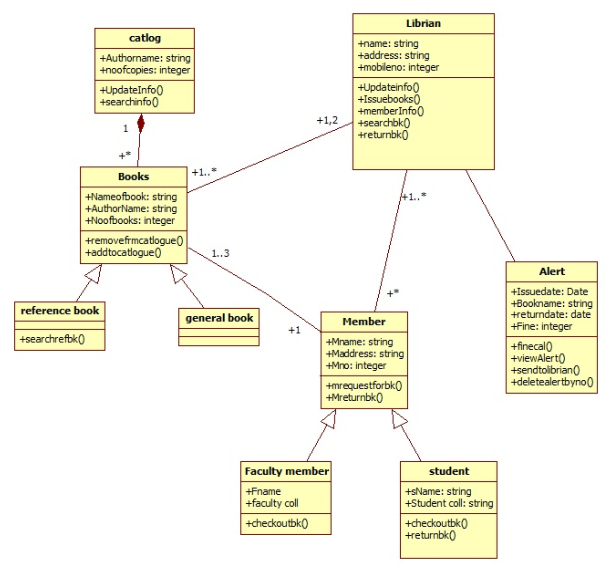 catlog
+Authorname: string
+noofcopies: integer
+UpdateInfo()
+searchinfo()
Librian
+name: string
+address: string
+mobileno: integer
+Updateinfo()
+Issuebooks()
+memberInfo()
+searchbk()
+returnbk()
1
+*
+1,2
+1..*
Books
+Nameofbook: string
+AuthorName: string
+Noofbooks: integer
+removefrmcatlogue()
+addtocatlogue()
+1..*
1..3
+1
+*
reference book
+searchrefbk()
general book
Member
+Mname: string
+Maddress: string
+Mno: integer
+mrequestforbk()
+Mreturnbk()
Alert
+Issuedate: Date
+Bookname: string
+returndate: date
+Fine: integer
+finecal()
+viewAlert()
+sendtolibrian()
+deletealertbyno()
Faculty member
+Fname
+faculty coll
+checkoutbk()
student
+sName: string
+Student coll: string
+checkoutbk()
+returnbk()